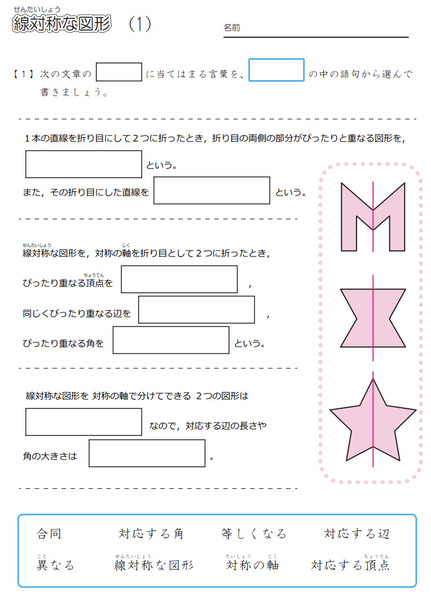 せんたいしょう
線対称な図形 (1)
名前
【1】次の文章の に当てはまる言葉を、 の中の語句から選んで
書きましょう。
1本の直線を折り目にして2つに折ったとき，折り目の両側の部分がぴったりと重なる図形を，
という。
また，その折り目にした直線を という。
せんたいしょう じく
線対称な図形を，対称の軸を折り目として2つに折ったとき，
ちょうてん
ぴったり重なる頂点を ，
同じくぴったり重なる辺を ，
ぴったり重なる角を という。
線対称な図形を 対称の軸で分けてできる 2つの図形は
なので，対応する辺の長さや
角の大きさは 。
合同 対応する角 等しくなる 対応する辺
こと せんたいしょう たいしょう じく ちょうてん
異なる 線対称な図形 対称の軸 対応する頂点